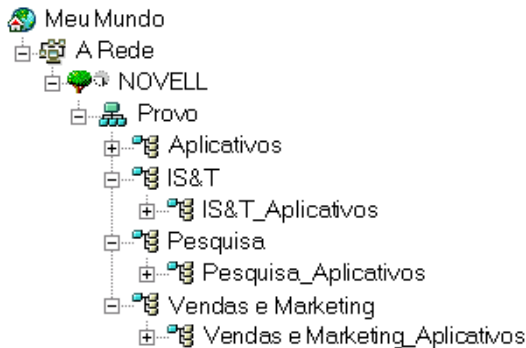 Meu Mundo
A Rede
NOVELL
Provo
Aplicativos
IS&T
IS&T_Aplicativos
Pesquisa
Pesquisa_Aplicativos
Vendas e Marketing
Vendas e Marketing_Aplicativos